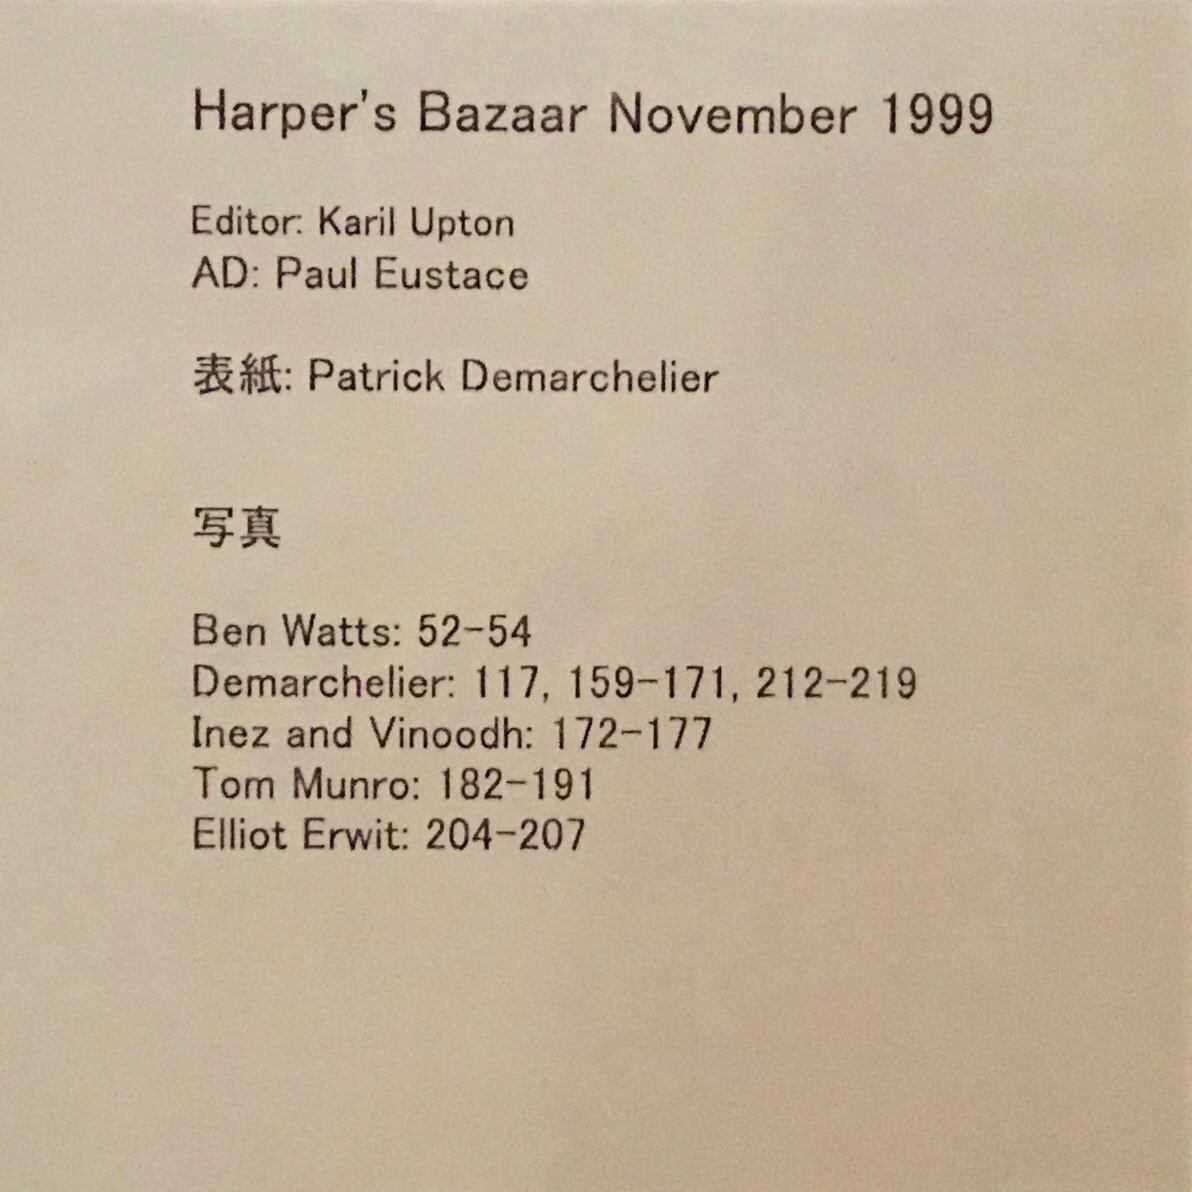 Harper's Bazaar November 1999
Editor: Karil Upton
AD: Paul Eustace
表紙: Patrick Demarchelier
写真
Ben Watts: 52-54
Demarchelier: 117, 159-171, 212-219
Inez and Vinoodh: 172-177
Tom Munro: 182-191
Elliot Erwit: 204-207